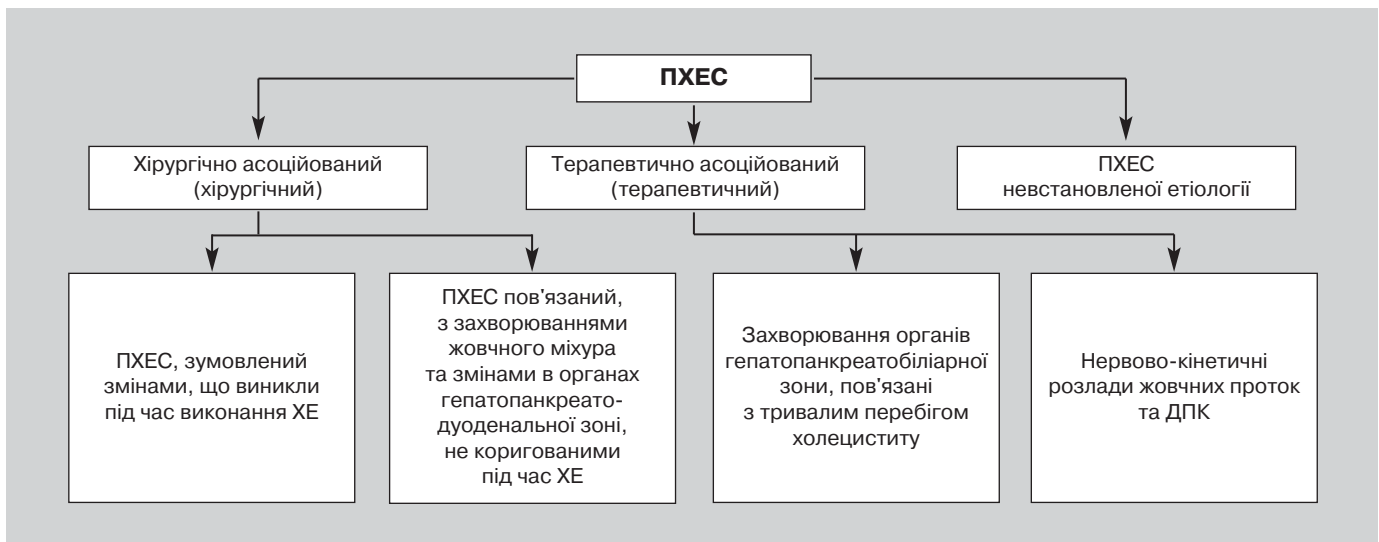 ПХЕС
Хірургічно асоційований
(хірургічний)
Терапевтично асоційований
(терапевтичний)
ПХЕС
невстановленої етіології
ПХЕС, зумовлений
змінами, що виникли
під час виконання ХЕ
ПХЕС пов'язаний,
з захворюваннями
жовчного міхура
та змінами в органах
гепатопанкреато-
дуоденальної зоні,
не коригованими
під час ХЕ
Захворювання органів
гепатопанкреатобіліарної
зони, пов'язані
з тривалим перебігом
холециститу
Нервово-кінетичні
розлади жовчних проток
та ДПК